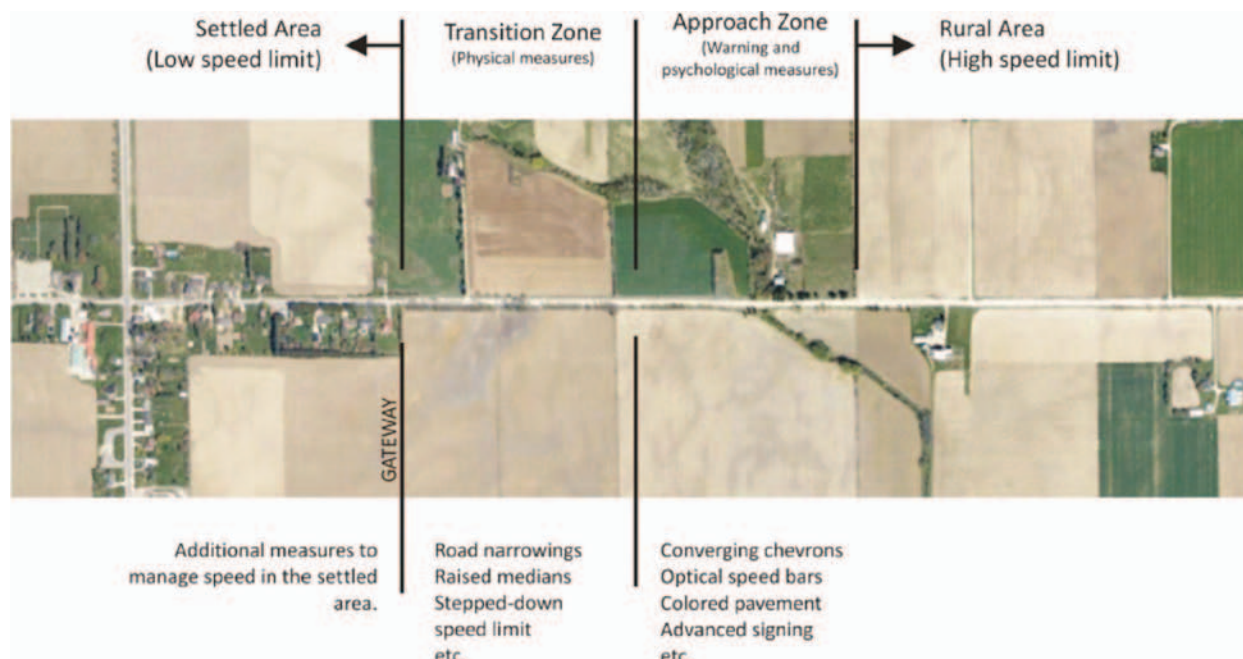 Settled Area
(Low speed limit)
Transition Zone
(Physical measures)
Approach Zone
(Warning and
psychological measures)
Rural Area
(High speed limit)
GATEWAY
Additional measures to
manage speed in the settled
area.
Road narrowings
Raised medians
Stepped-down
speed limit
etc.
Converging chevrons
Optical speed bars
Colored pavement
Advanced signing
etc.